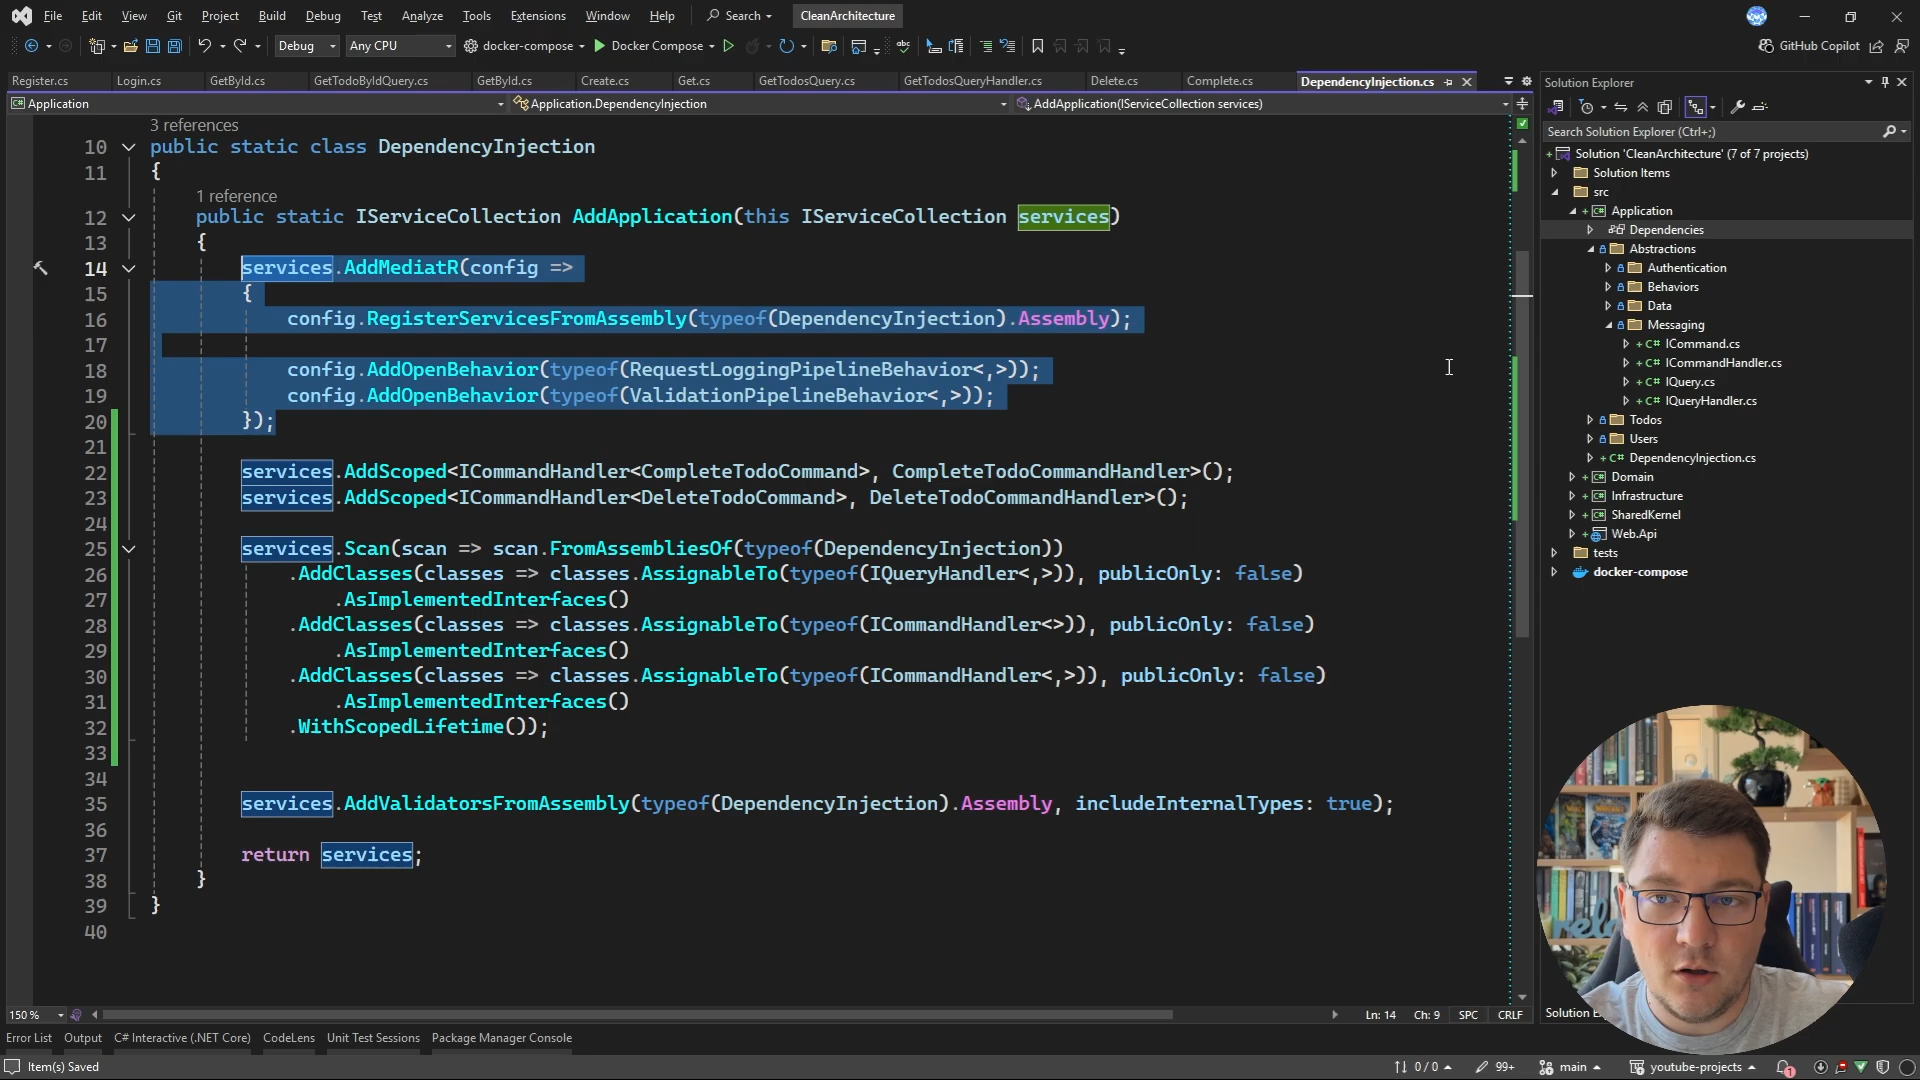 File Edit View Git Project Build Debug Test Analyze Tools Extensions Window Help Search CleanArchitecture
Debug Any CPU docker-compose Docker Compose GitHub Copilot
Register.cs Login.cs GetById.cs GetTodoByIdQuery.cs GetById.cs Create.cs Get.cs GetTodosQuery.cs GetTodosQueryHandler.cs Delete.cs Complete.cs DependencyInjection.cs
Application Application.DependencyInjection AddApplication(IServiceCollection services)
3 references
10 public static class DependencyInjection
11 {
1 reference
12 public static IServiceCollection AddApplication(this IServiceCollection services)
13 {
14 services.AddMediatR(config =>
15 {
16 config.RegisterServicesFromAssembly(typeof(DependencyInjection).Assembly);
17
18 config.AddOpenBehavior(typeof(RequestLoggingPipelineBehavior<,>));
19 config.AddOpenBehavior(typeof(ValidationPipelineBehavior<,>));
20 });
21
22 services.AddScoped<ICommandHandler<CompleteTodoCommand>, CompleteTodoCommandHandler>();
23 services.AddScoped<ICommandHandler<DeleteTodoCommand>, DeleteTodoCommandHandler>();
24
25 services.Scan(scan => scan.FromAssembliesOf(typeof(DependencyInjection))
26 .AddClasses(classes => classes.AssignableTo(typeof(IQueryHandler<,>)), publicOnly: false)
27 .AsImplementedInterfaces()
28 .AddClasses(classes => classes.AssignableTo(typeof(ICommandHandler<>)), publicOnly: false)
29 .AsImplementedInterfaces()
30 .AddClasses(classes => classes.AssignableTo(typeof(ICommandHandler<,>)), publicOnly: false)
31 .AsImplementedInterfaces()
32 .WithScopedLifetime());
33
34
35 services.AddValidatorsFromAssembly(typeof(DependencyInjection).Assembly, includeInternalTypes: true);
36
37 return services;
38 }
39 }
40
Solution Explorer
Search Solution Explorer (Ctrl+;)
Solution 'CleanArchitecture' (7 of 7 projects)
Solution Items
src
Application
Dependencies
Abstractions
Authentication
Behaviors
Data
Messaging
ICommand.cs
ICommandHandler.cs
IQuery.cs
IQueryHandler.cs
Todos
Users
DependencyInjection.cs
Domain
Infrastructure
SharedKernel
Web.Api
tests
docker-compose
150 % Ln: 14 Ch: 9 SPC CRLF Solution
Error List Output C# Interactive (.NET Core) CodeLens Unit Test Sessions Package Manager Console
Item(s) Saved 0 / 0 99+ main youtube-projects 1